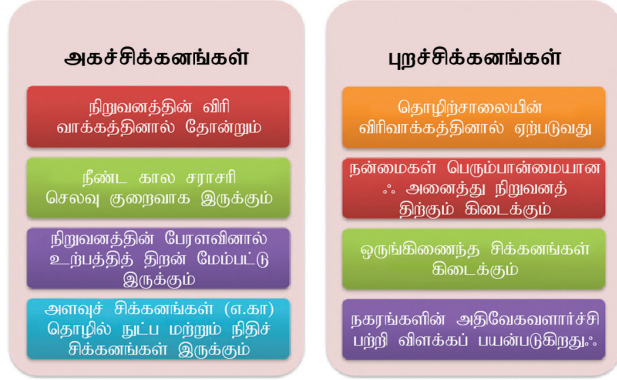 அகச்சிக்கனங்கள்
நிறுவனத்தின் விரி
வாக்கத்தினால் தோன்றும்
நீண்ட கால சராசரி
செலவு குறைவாக இருக்கும்
நிறுவனத்தின் பேரளவினால்
உற்பத்தித் திறன் மேம்பட்டு
இருக்கும்
அளவுச் சிக்கனங்கள் (எ.கா)
தொழில் நுட்ப மற்றும் நிதிச்
சிக்கனங்கள் இருக்கும்
புறச்சிக்கனங்கள்
தொழிற்சாலையின்
விரிவாக்கத்தினால் ஏற்படுவது
நன்மைகள் பெரும்பான்மையான
ஃ அனைத்து நிறுவனத்
திற்கும் கிடைக்கும்
ஒருங்கிணைந்த சிக்கனங்கள்
கிடைக்கும்
நகரங்களின் அதிவேகவளார்ச்சி
பற்றி விளக்கப் பயன்படுகிறதுஃ